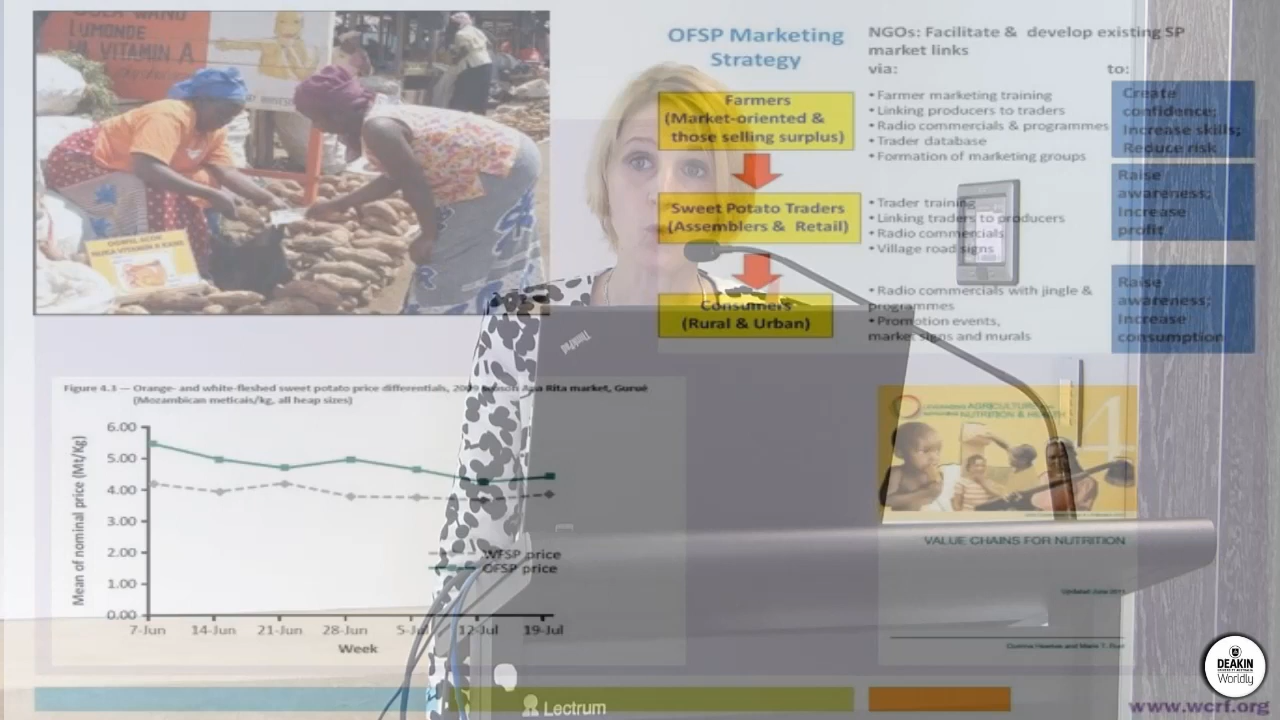 LUMONDE
VITAMIN A
OFSP Marketing
Strategy
Farmers
(Market-oriented &
those selling surplus)
Sweet Potato Traders
(Assemblers & Retail)
Consumers
(Rural & Urban)
NGOs: Facilitate & develop existing SP
market links
via:
to:
• Farmer marketing training
• Linking producers to traders
• Radio commercials & programmes
• Trader database
• Formation of marketing groups
Create
confidence;
Increase skills;
Reduce risk
• Trader training
• Linking traders to producers
• Radio commercials
• Village road signs
Raise
awareness;
Increase
profit
• Radio commercials with jingle &
programmes
• Promotion events,
market signs and murals
Raise
awareness;
Increase
consumption
ThinkPad
Figure 4.3 — Orange- and white-fleshed sweet potato price differentials, Rita market, Gurué
(Mozambican meticais/kg, all heap sizes)
Mean of nominal price (Mt/Kg)
6.00
5.00
4.00
3.00
2.00
1.00
0.00
7-Jun 14-Jun 21-Jun 28-Jun 5-Jul 12-Jul 19-Jul
Week
WFSP price
OFSP price
AGRICULTURE
NUTRITION & HEALTH
4
VALUE CHAINS FOR NUTRITION
Lectrum
DEAKIN
Worldly
www.wcrf.org